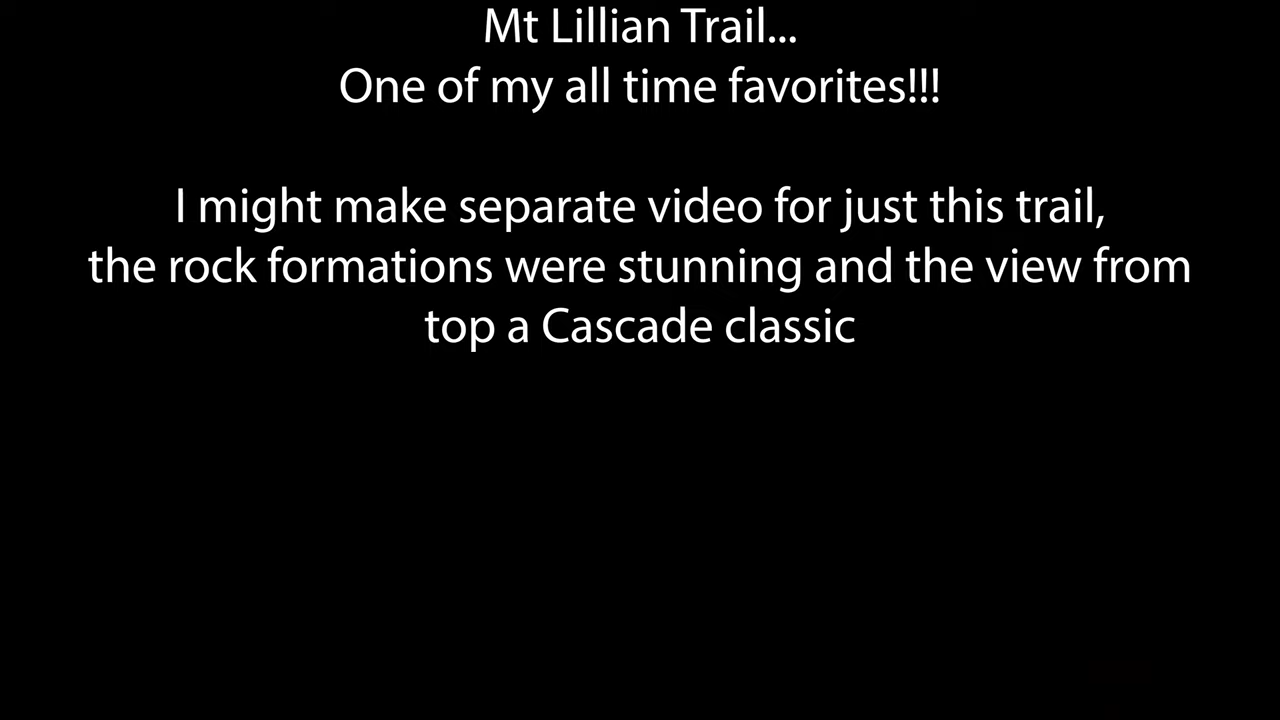 Mt Lillian Trail...
One of my all time favorites!!!
I might make separate video for just this trail,
the rock formations were stunning and the view from
top a Cascade classic